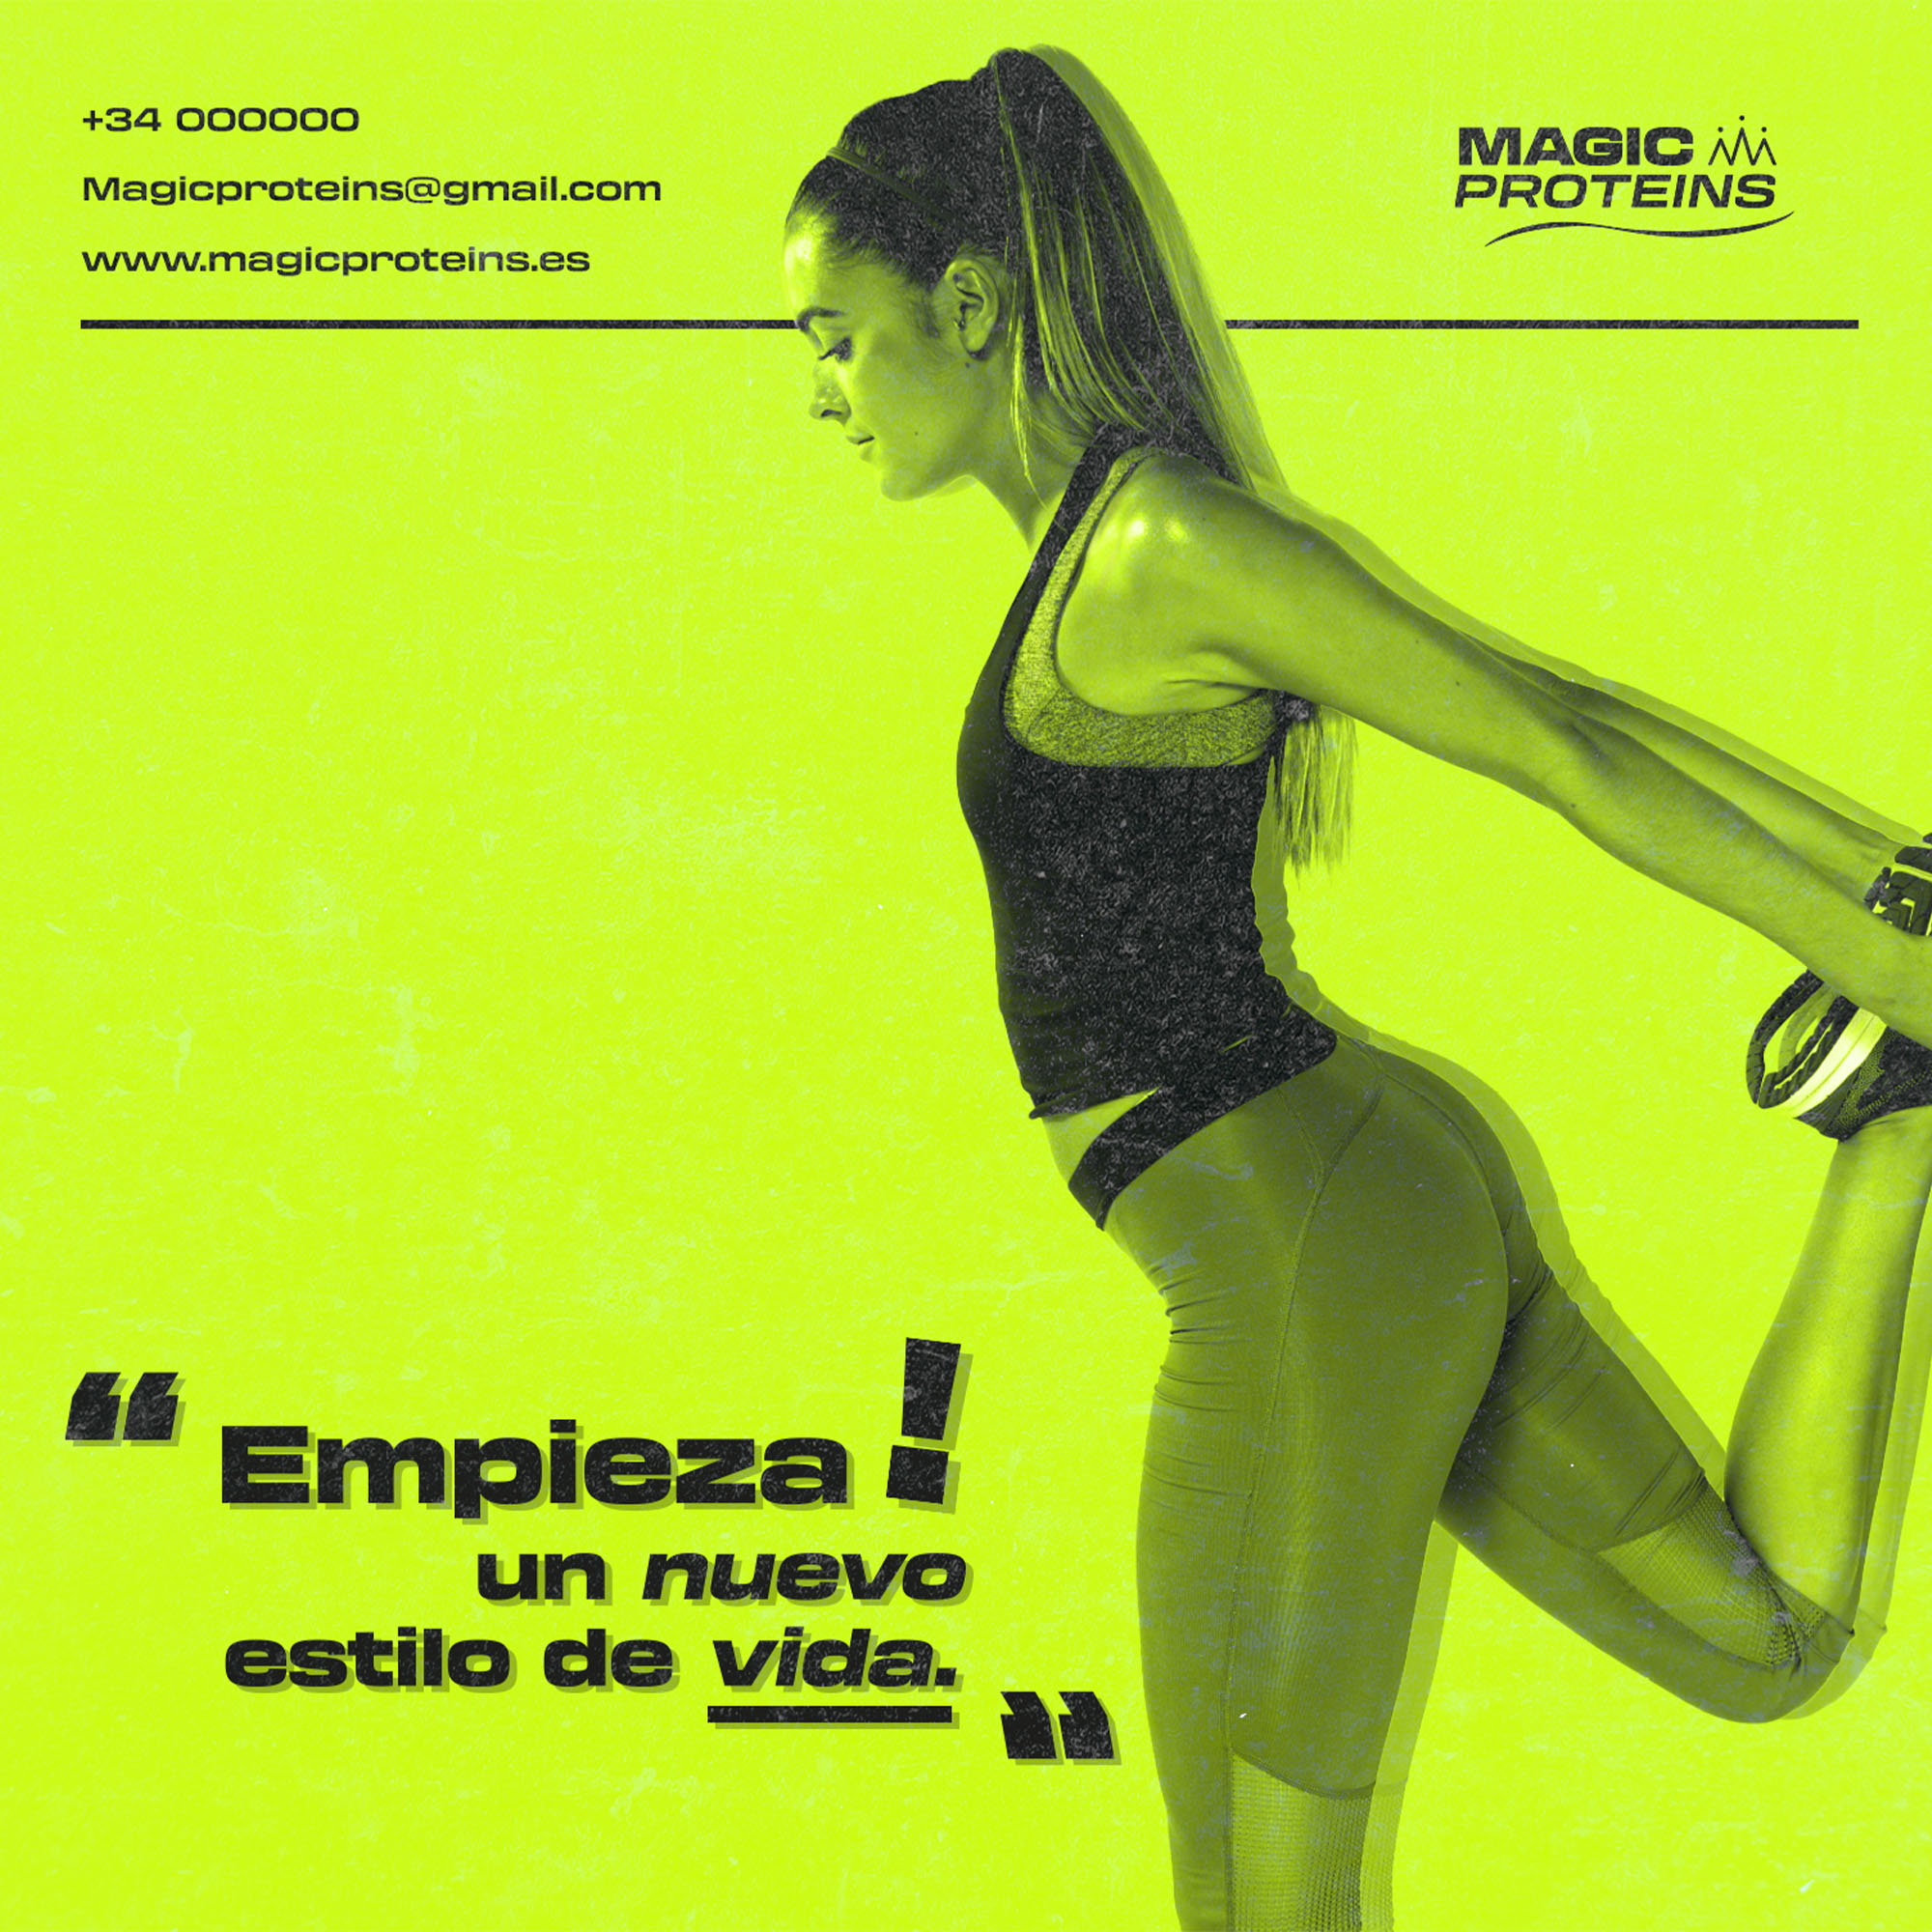 +34 000000
Magicproteins@gmail.com
www.magicproteins.es
MAGIC
PROTEINS
“ Empieza!
un nuevo
estilo de vida. ”